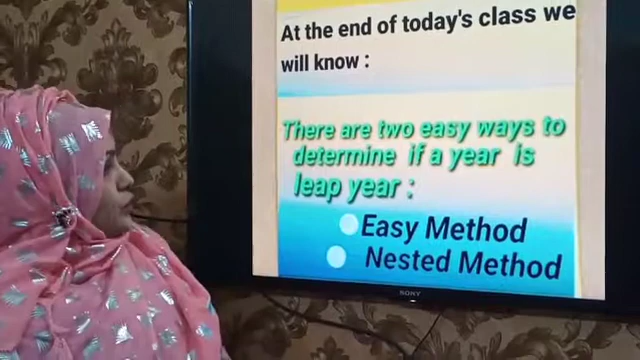 At the end of today's class we
will know :
There are two easy ways to
determine if a year is
leap year :
Easy Method
Nested Method
SONY